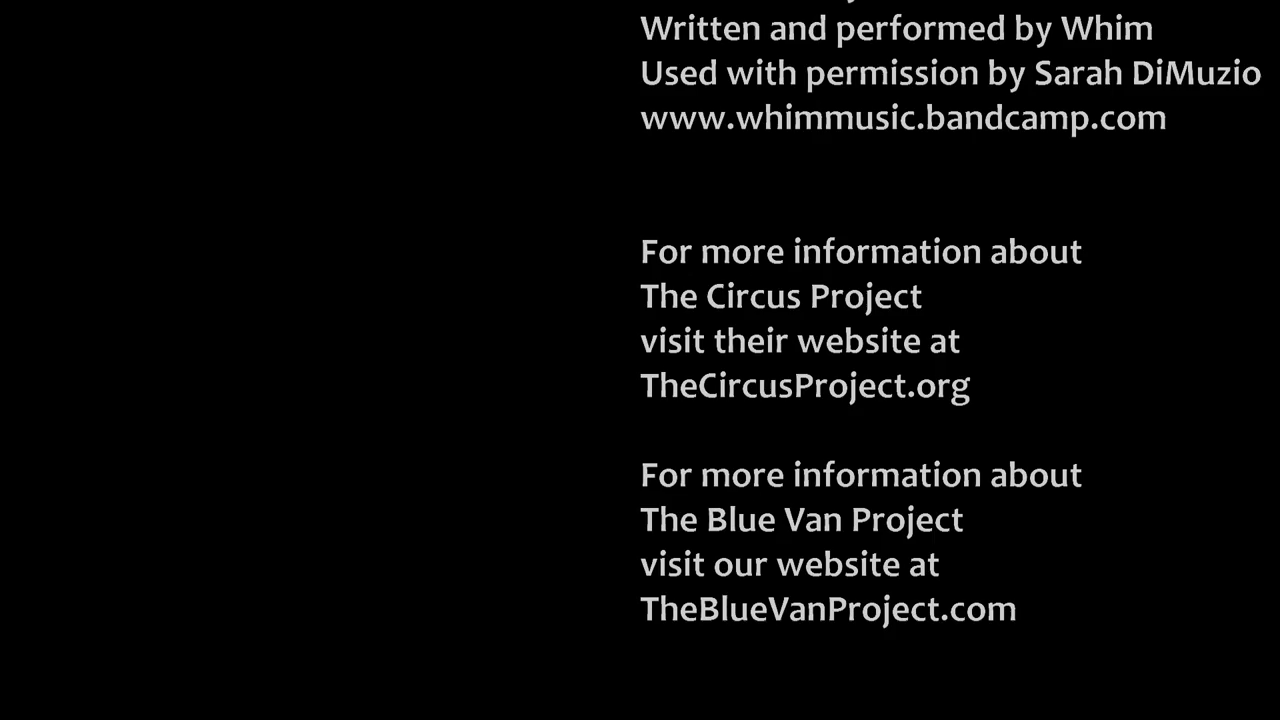 Written and performed by Whim
Used with permission by Sarah DiMuzio
www.whimmusic.bandcamp.com
For more information about
The Circus Project
visit their website at
TheCircusProject.org
For more information about
The Blue Van Project
visit our website at
TheBlueVanProject.com